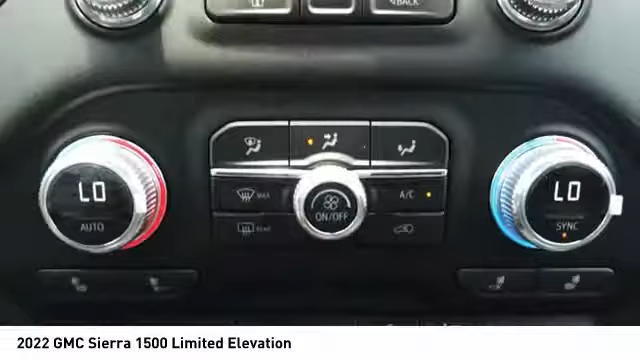 BACK
LO
AUTO
MAX
REAR
ON/OFF
A/C
LO
SYNC
2022 GMC Sierra 1500 Limited Elevation